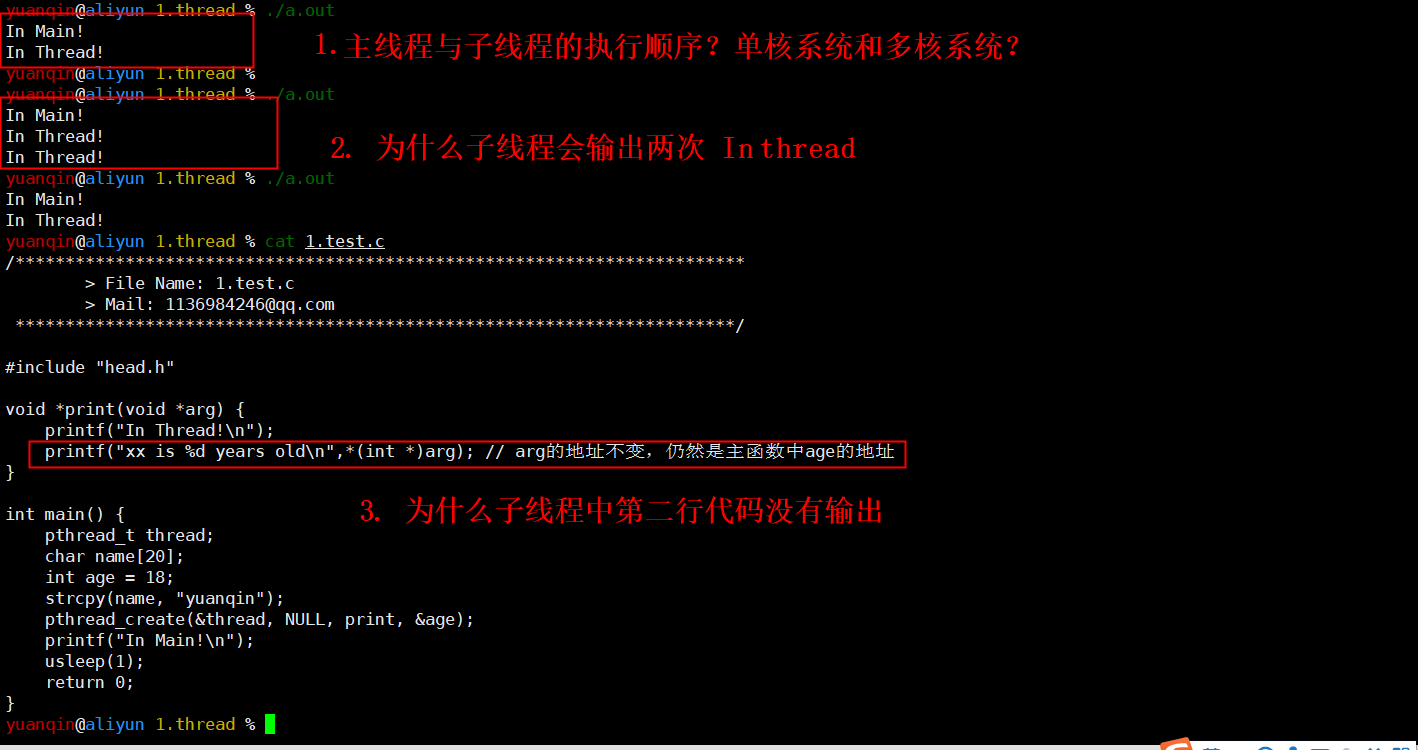 yuanqin@aliyun 1.thread % ./a.out
In Main!
In Thread!
1.主线程与子线程的执行顺序？单核系统和多核系统？
yuanqin@aliyun 1.thread %
yuanqin@aliyun 1.thread % ./a.out
In Main!
In Thread!
In Thread!
2. 为什么子线程会输出两次 In thread
yuanqin@aliyun 1.thread % ./a.out
In Main!
In Thread!
yuanqin@aliyun 1.thread % cat 1.test.c
/*************************************************************************
> File Name: 1.test.c
> Mail: 1136984246@qq.com
************************************************************************/
#include "head.h"
void *print(void *arg) {
printf("In Thread!\n");
printf("xx is %d years old\n",*(int *)arg); // arg的地址不变，仍然是主函数中age的地址
}
3. 为什么子线程中第二行代码没有输出
int main() {
pthread_t thread;
char name[20];
int age = 18;
strcpy(name, "yuanqin");
pthread_create(&thread, NULL, print, &age);
printf("In Main!\n");
usleep(1);
return 0;
}
yuanqin@aliyun 1.thread %